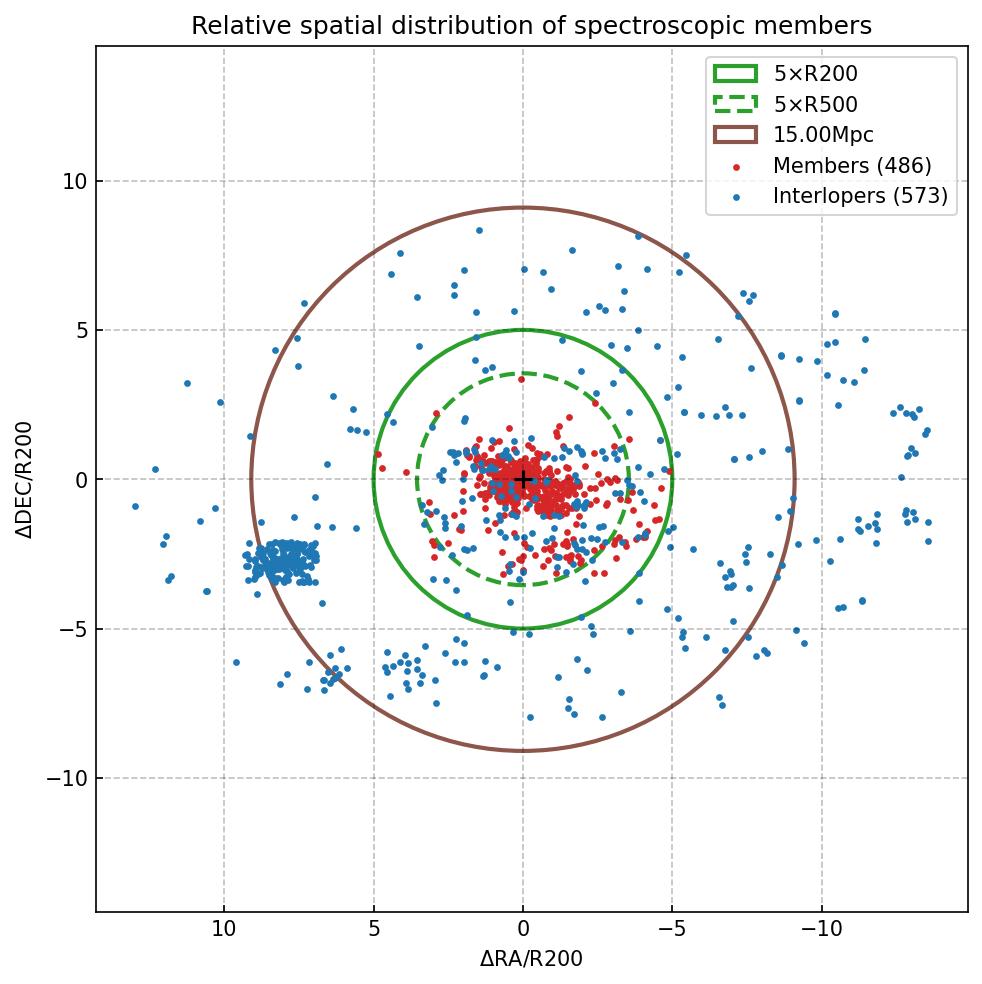 Relative spatial distribution of spectroscopic members
5×R200
5×R500
15.00Mpc
Members (486)
Interlopers (573)
10
5
0
−5
−10
ΔDEC/R200
10
5
0
−5
−10
ΔRA/R200